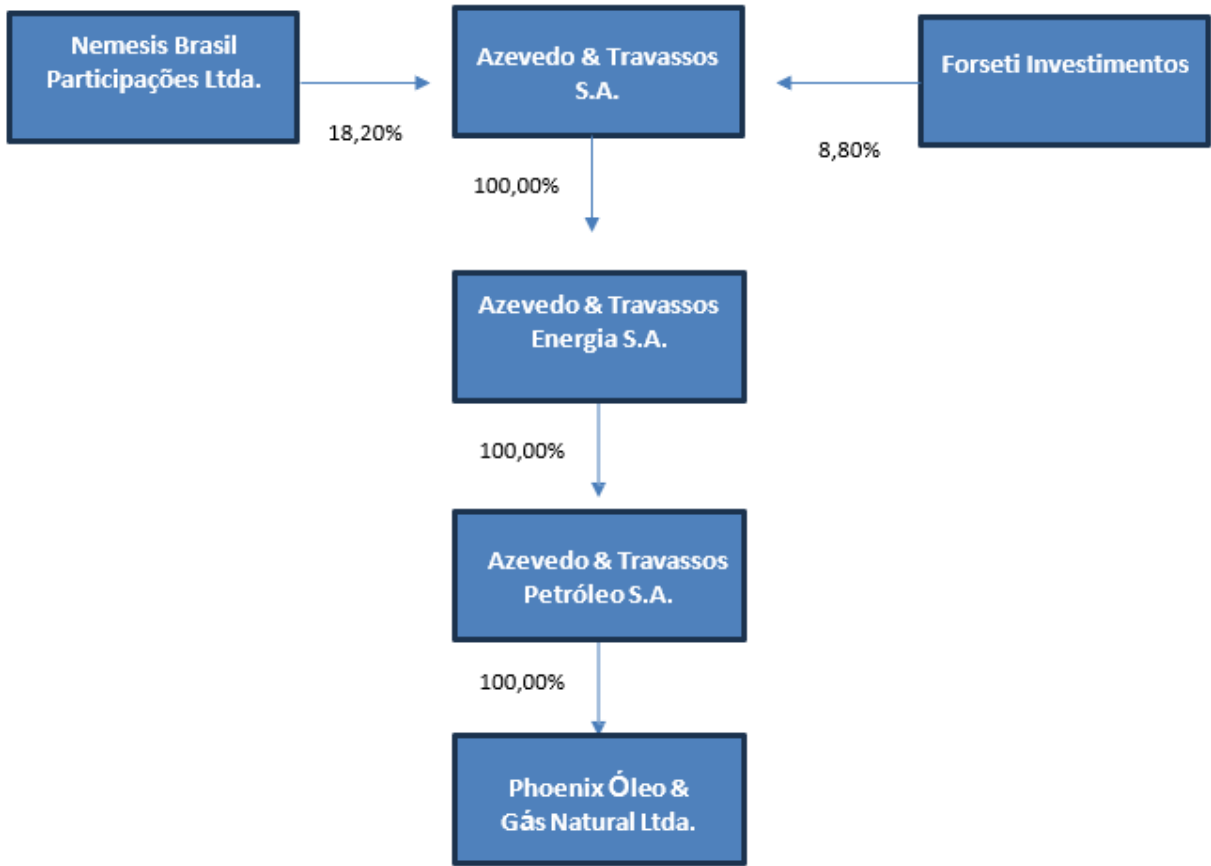 Nemesis Brasil
Participações Ltda.
18,20%
Azevedo & Travassos
S.A.
Forseti Investimentos
8,80%
100,00%
Azevedo & Travassos
Energia S.A.
100,00%
Azevedo & Travassos
Petróleo S.A.
100,00%
Phoenix Óleo &
Gás Natural Ltda.